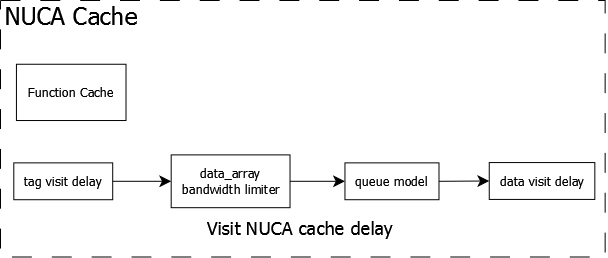 NUCA Cache
Function Cache
tag visit delay
data_array
bandwidth limiter
queue model
data visit delay
Visit NUCA cache delay